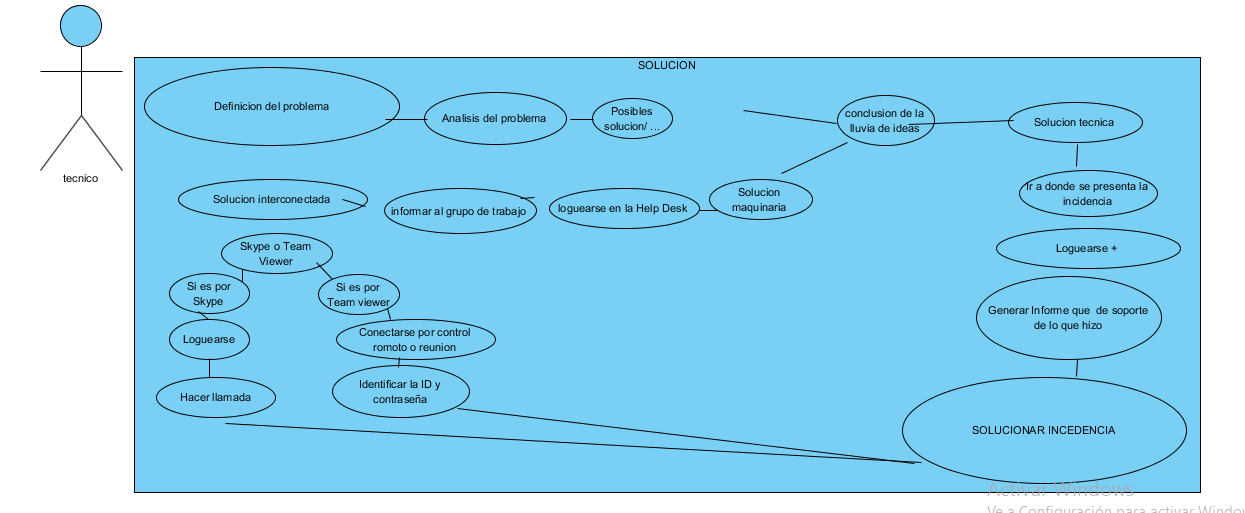 SOLUCION
Definicion del problema
Analisis del problema
Posibles
solucion/ ...
conclusion de la
lluvia de ideas
Solucion tecnica
tecnico
Solucion interconectada
informar al grupo de trabajo
loguearse en la Help Desk
Solucion
maquinaria
Ir a donde se presenta la
incidencia
Skype o Team
Viewer
Loguearse +
Si es por
Skype
Si es por
Team viewer
Generar Informe que de soporte
de lo que hizo
Loguearse
Conectarse por control
romoto o reunion
Hacer llamada
Identificar la ID y
contraseña
SOLUCIONAR INCEDENCIA
Activar Windows
Ve a Configuración para activar Window